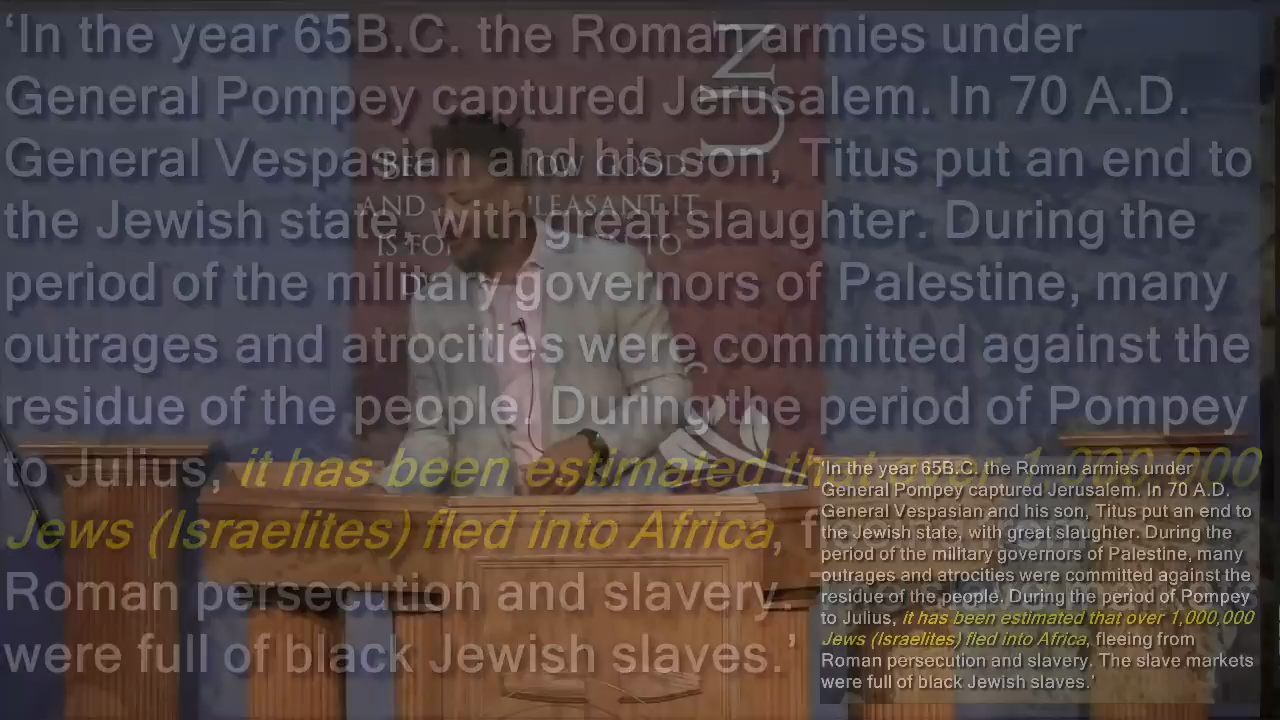 'In the year 65B.C. the Roman armies under
General Pompey captured Jerusalem. In 70 A.D.
General Vespasian and his son, Titus put an end to
the Jewish state, with great slaughter. During the
period of the military governors of Palestine, many
outrages and atrocities were committed against the
residue of the people. During the period of Pompey
to Julius, it has been estimated that over 1,000,000
Jews (Israelites) fled into Africa, f
Roman persecution and slavery.
were full of black Jewish slaves.'
UN
HOW GOOD
AND PLEASANT IT
IS TO
'In the year 65B.C. the Roman armies under
General Pompey captured Jerusalem. In 70 A.D.
General Vespasian and his son, Titus put an end to
the Jewish state, with great slaughter. During the
period of the military governors of Palestine, many
outrages and atrocities were committed against the
residue of the people. During the period of Pompey
to Julius, it has been estimated that over 1,000,000
Jews (Israelites) fled into Africa, fleeing from
Roman persecution and slavery. The slave markets
were full of black Jewish slaves.'